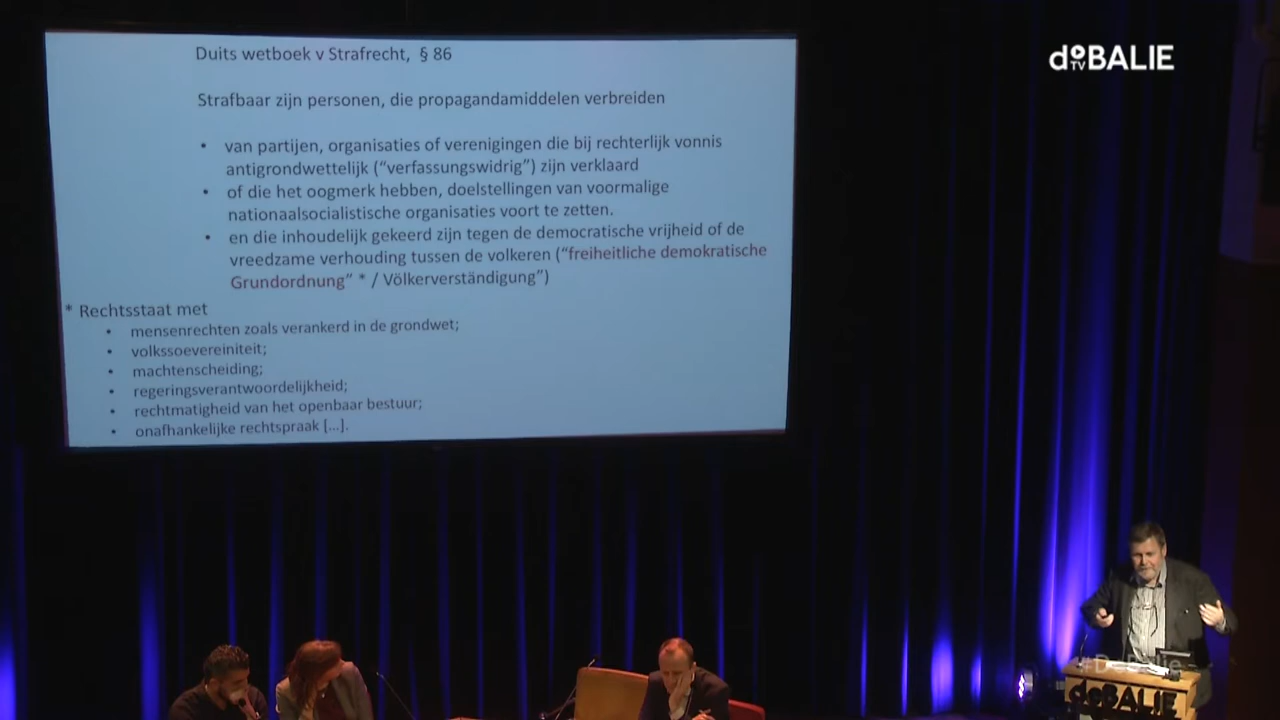 Duits wetboek v Strafrecht, § 86
Strafbaar zijn personen, die propagandamiddelen verbreiden
• van partijen, organisaties of verenigingen die bij rechterlijk vonnis
antigrondwettelijk (“verfassungswidrig”) zijn verklaard
• of die het oogmerk hebben, doelstellingen van voormalige
nationaalsocialistische organisaties voort te zetten.
• en die inhoudelijk gekeerd zijn tegen de democratische vrijheid of de
vreedzame verhouding tussen de volkeren (“freiheitliche demokratische
Grundordnung” * / Völkerverständigung”)
* Rechtsstaat met
• mensenrechten zoals verankerd in de grondwet;
• volkssoevereiniteit;
• machtenscheiding;
• regeringsverantwoordelijkheid;
• rechtmatigheid van het openbaar bestuur;
• onafhankelijke rechtspraak [...].
deBALIE
TV
#DeBalie
deBALIE